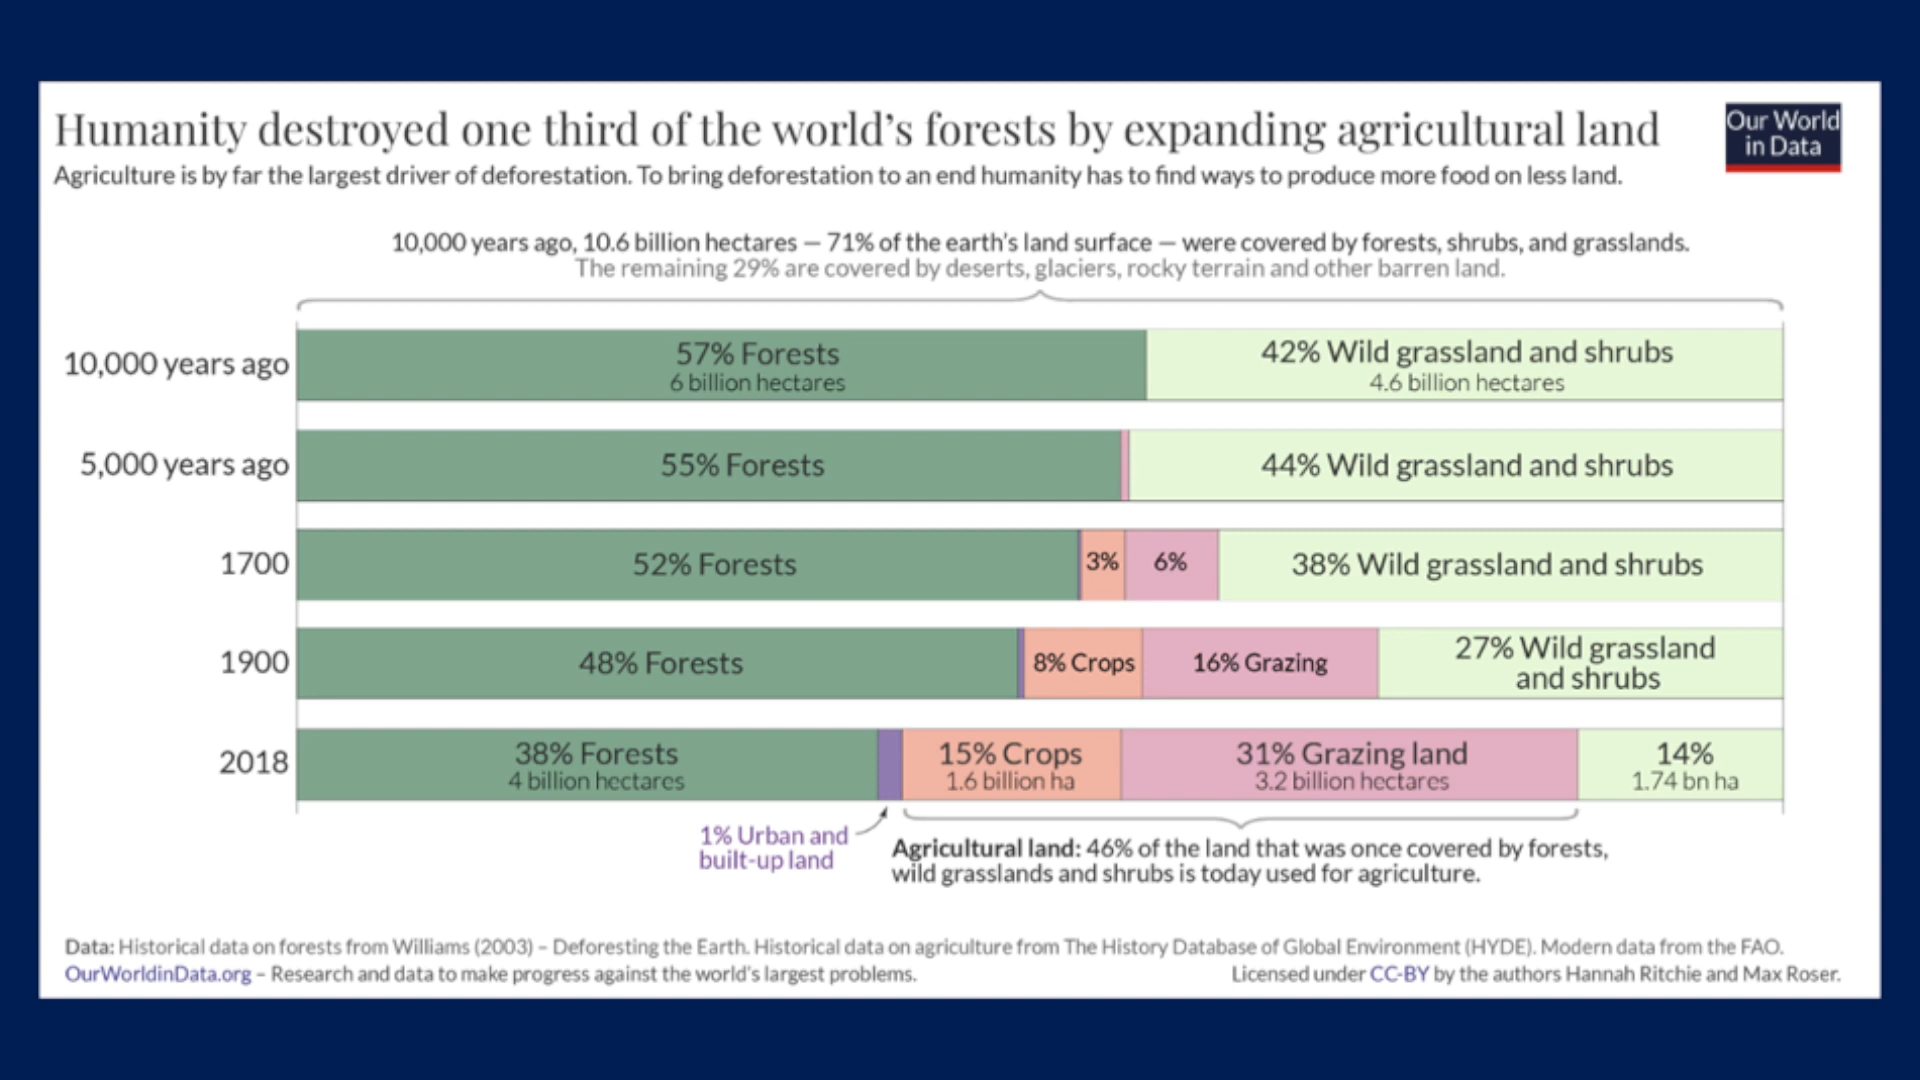 Humanity destroyed one third of the world's forests by expanding agricultural land
Our World
in Data
Agriculture is by far the largest driver of deforestation. To bring deforestation to an end humanity has to find ways to produce more food on less land.
10,000 years ago, 10.6 billion hectares — 71% of the earth's land surface — were covered by forests, shrubs, and grasslands.
The remaining 29% are covered by deserts, glaciers, rocky terrain and other barren land.
10,000 years ago
57% Forests
6 billion hectares
42% Wild grassland and shrubs
4.6 billion hectares
5,000 years ago
55% Forests
44% Wild grassland and shrubs
1700
52% Forests
3%
6%
38% Wild grassland and shrubs
1900
48% Forests
8% Crops
16% Grazing
27% Wild grassland
and shrubs
2018
38% Forests
4 billion hectares
15% Crops
1.6 billion ha
31% Grazing land
3.2 billion hectares
14%
1.74 bn ha
1% Urban and
built-up land
Agricultural land: 46% of the land that was once covered by forests,
wild grasslands and shrubs is today used for agriculture.
Data: Historical data on forests from Williams (2003) – Deforesting the Earth. Historical data on agriculture from The History Database of Global Environment (HYDE). Modern data from the FAO.
OurWorldinData.org – Research and data to make progress against the world's largest problems.
Licensed under CC-BY by the authors Hannah Ritchie and Max Roser.